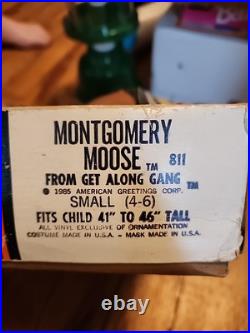 MONTGOMERY
MOOSE TM 811
FROM GET ALONG GANG TM
© 1985 AMERICAN GREETINGS CORP.
SMALL (4-6)
FITS CHILD 41" TO 46" TALL
ALL VINYL EXCLUSIVE OF ORNAMENTATION
COSTUME MADE IN U.S.A. - MASK MADE IN U.S.A.